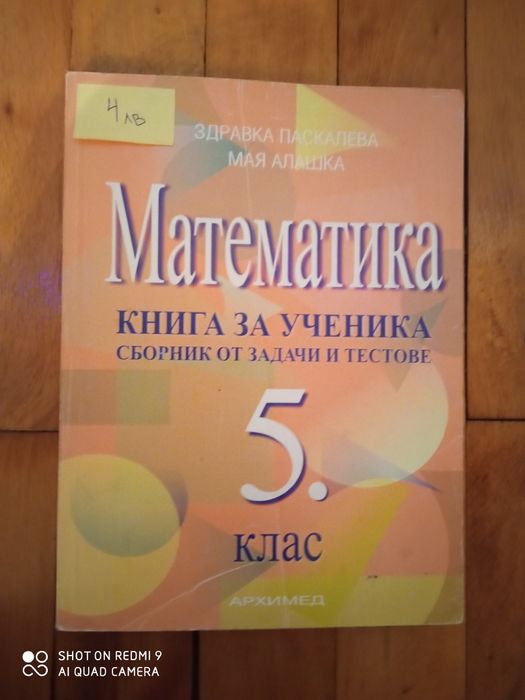 4 лв
ЗДРАВКА ПАСКАЛЕВА
МАЯ АЛАШКА
МАТЕМАТИКА
КНИГА ЗА УЧЕНИКА
СБОРНИК ОТ ЗАДАЧИ И ТЕСТОВЕ
5.
клас
АРХИМЕД
SHOT ON REDMI 9
AI QUAD CAMERA